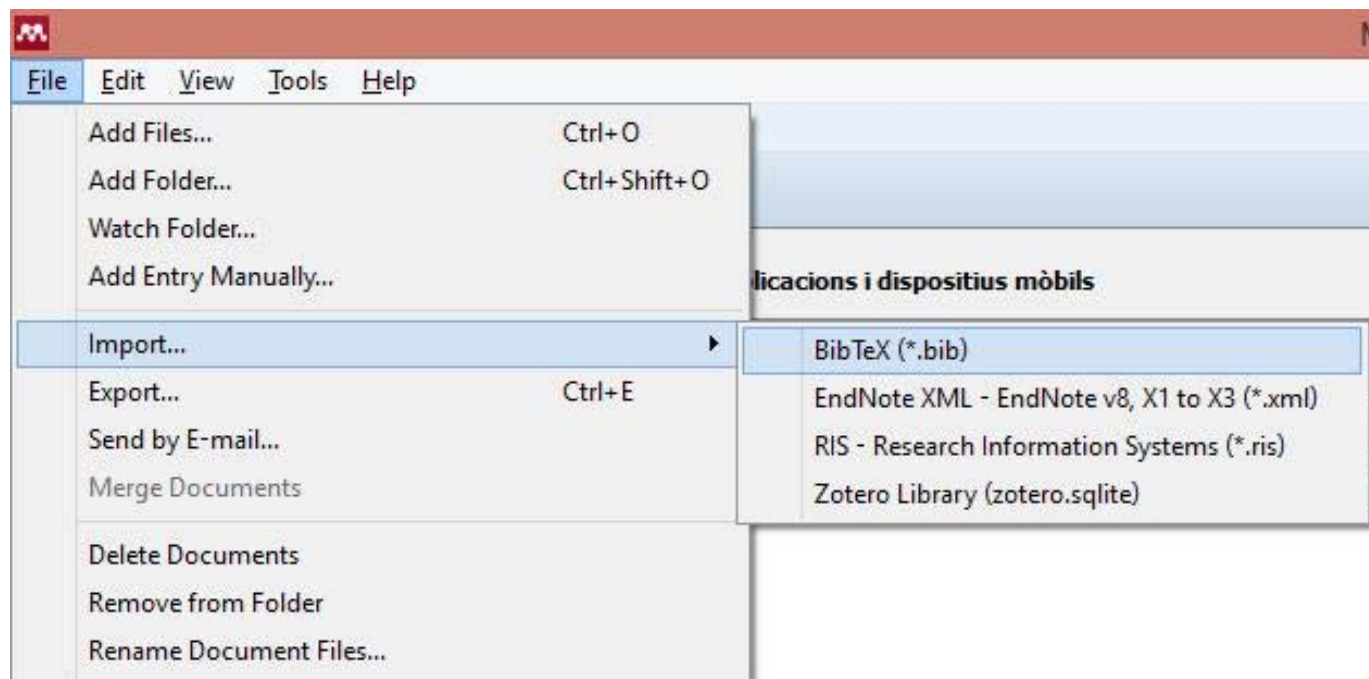 File Edit View Tools Help
Add Files... Ctrl+O
Add Folder... Ctrl+Shift+O
Watch Folder...
Add Entry Manually...
licacions i dispositius mòbils
Import...
BibTeX (*.bib)
Export... Ctrl+E
EndNote XML - EndNote v8, X1 to X3 (*.xml)
Send by E-mail...
RIS - Research Information Systems (*.ris)
Merge Documents
Zotero Library (zotero.sqlite)
Delete Documents
Remove from Folder
Rename Document Files...